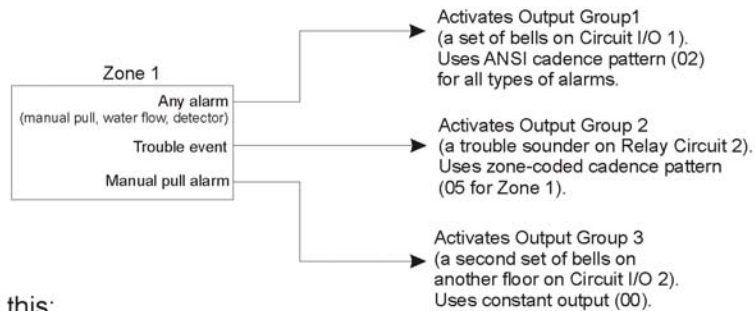 Zone 1
Any alarm
(manual pull, water flow, detector)
Trouble event
Manual pull alarm
Activates Output Group1
(a set of bells on Circuit I/O 1).
Uses ANSI cadence pattern (02)
for all types of alarms.
Activates Output Group 2
(a trouble sounder on Relay Circuit 2).
Uses zone-coded cadence pattern
(05 for Zone 1).
Activates Output Group 3
(a second set of bells on
another floor on Circuit I/O 2).
Uses constant output (00).
this: